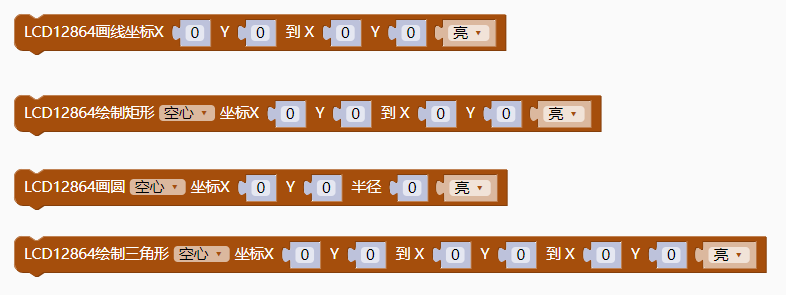 LCD12864画线坐标X 0 Y 0 到 X 0 Y 0 亮
LCD12864绘制矩形 空心 坐标X 0 Y 0 到 X 0 Y 0 亮
LCD12864画圆 空心 坐标X 0 Y 0 半径 0 亮
LCD12864绘制三角形 空心 坐标X 0 Y 0 到 X 0 Y 0 到 X 0 Y 0 亮